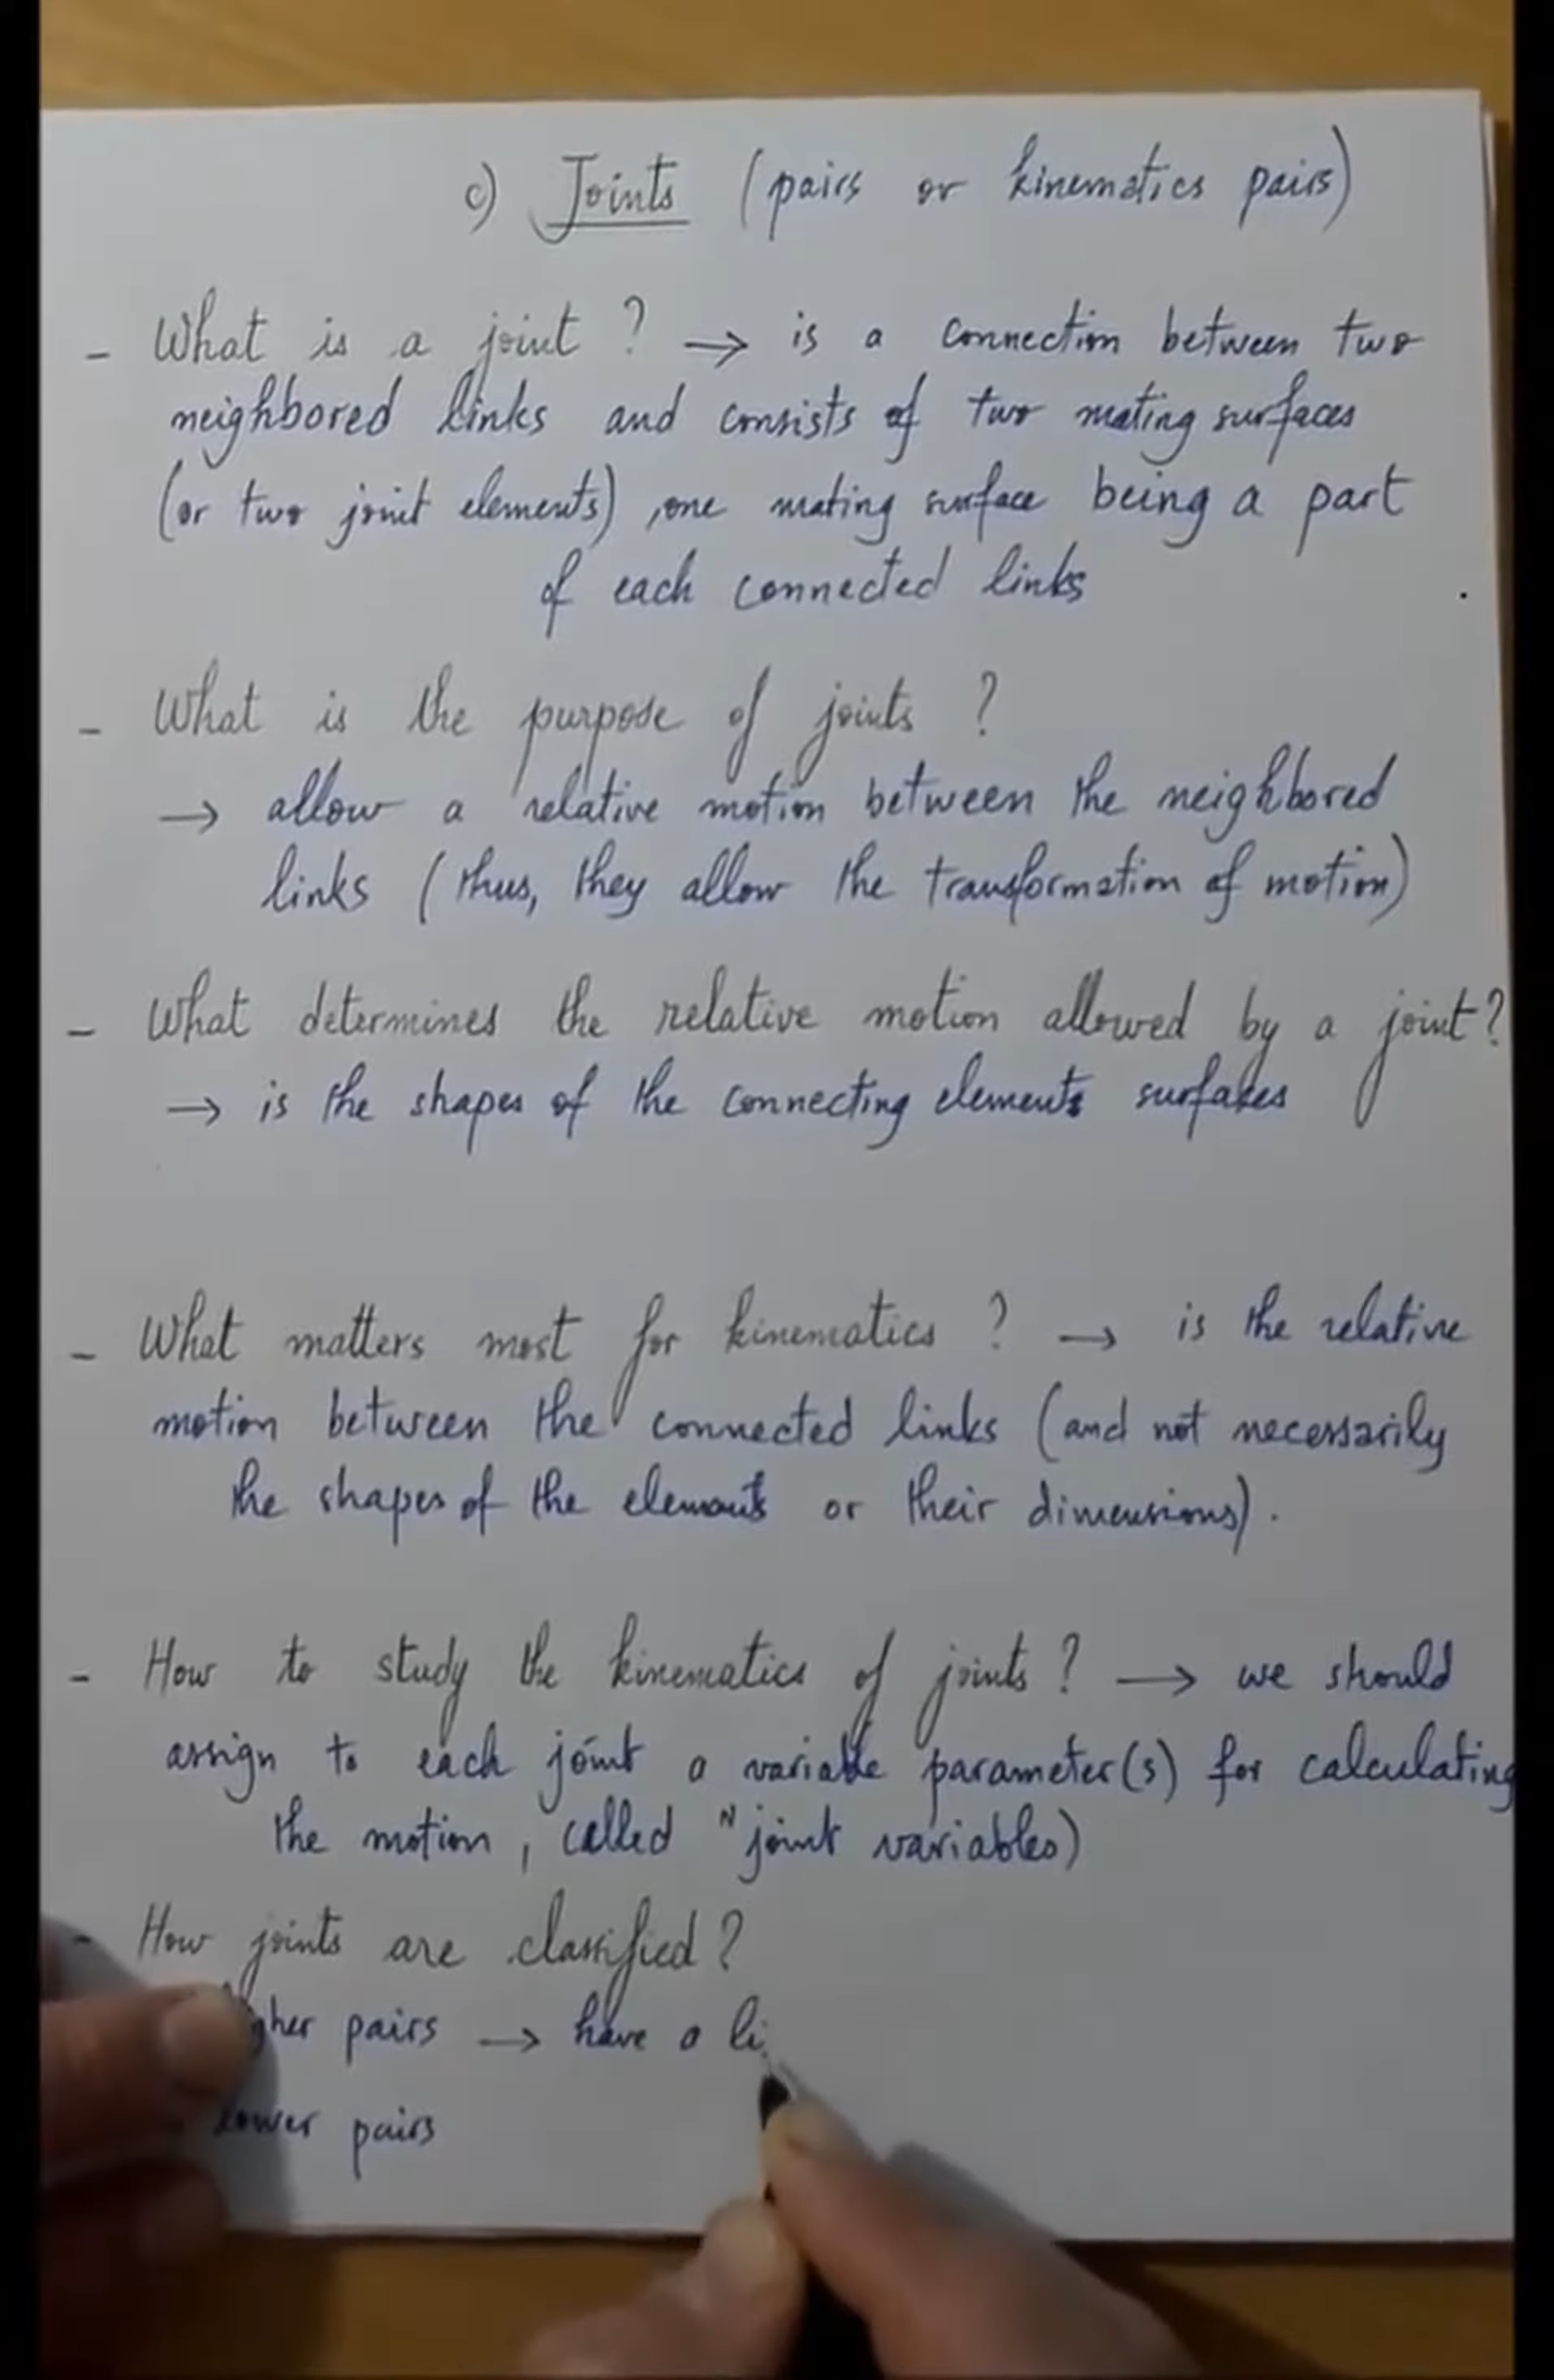 c) Joints (pairs or kinematics pairs)
- What is a joint ? → is a connection between two
neighbored links and consists of two mating surfaces
(or two joint elements), one mating surface being a part
of each connected links
- What is the purpose of joints ?
→ allow a relative motion between the neighbored
links (thus, they allow the transformation of motion)
- What determines the relative motion allowed by a joint?
→ is the shapes of the connecting elements surfaces
- What matters most for kinematics ? → is the relative
motion between the connected links (and not necessarily
the shapes of the elements or their dimensions).
- How to study the kinematics of joints ? → we should
assign to each joint a variable parameter(s) for calculating
the motion, called "joint variables)
- How joints are classified ?
gher pairs → have a li
Lower pairs